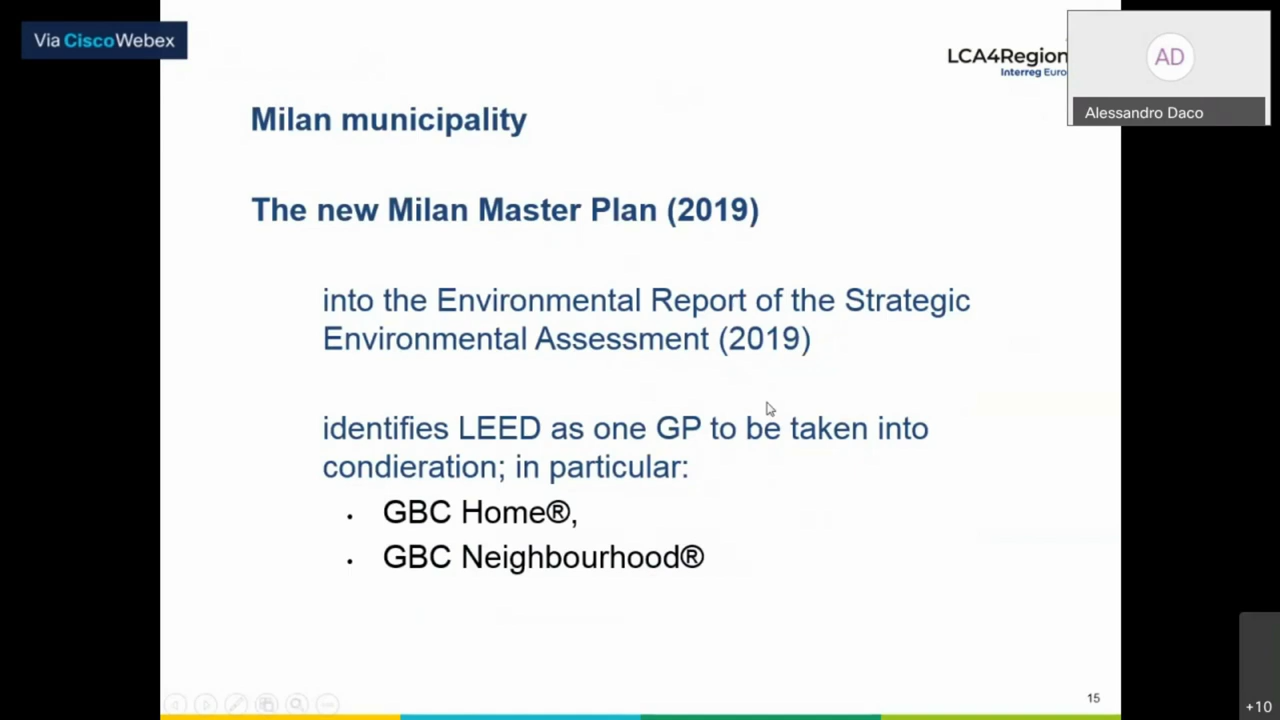 Via Cisco Webex
LCA4Region
Interreg Euro
AD
Alessandro Daco
Milan municipality
The new Milan Master Plan (2019)
into the Environmental Report of the Strategic
Environmental Assessment (2019)
identifies LEED as one GP to be taken into
condieration; in particular:
• GBC Home®,
• GBC Neighbourhood®
15
+10